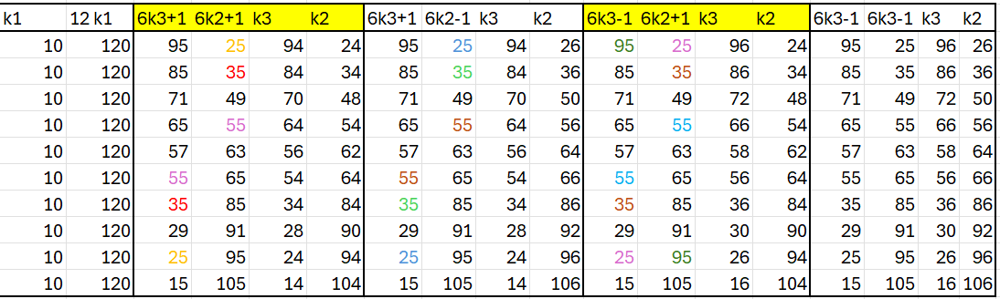 k1 12 k1 6k3+1 6k2+1 k3 k2 6k3+1 6k2-1 k3 k2 6k3-1 6k2+1 k3 k2 6k3-1 6k3-1 k3 k2
10 120 95 25 94 24 95 25 94 26 95 25 96 24 95 25 96 26
10 120 85 35 84 34 85 35 84 36 85 35 86 34 85 35 86 36
10 120 71 49 70 48 71 49 70 50 71 49 72 48 71 49 72 50
10 120 65 55 64 54 65 55 64 56 65 55 66 54 65 55 66 56
10 120 57 63 56 62 57 63 56 64 57 63 58 62 57 63 58 64
10 120 55 65 54 64 55 65 54 66 55 65 56 64 55 65 56 66
10 120 35 85 34 84 35 85 34 86 35 85 36 84 35 85 36 86
10 120 29 91 28 90 29 91 28 92 29 91 30 90 29 91 30 92
10 120 25 95 24 94 25 95 24 96 25 95 26 94 25 95 26 96
10 120 15 105 14 104 15 105 14 106 15 105 16 104 15 105 16 106